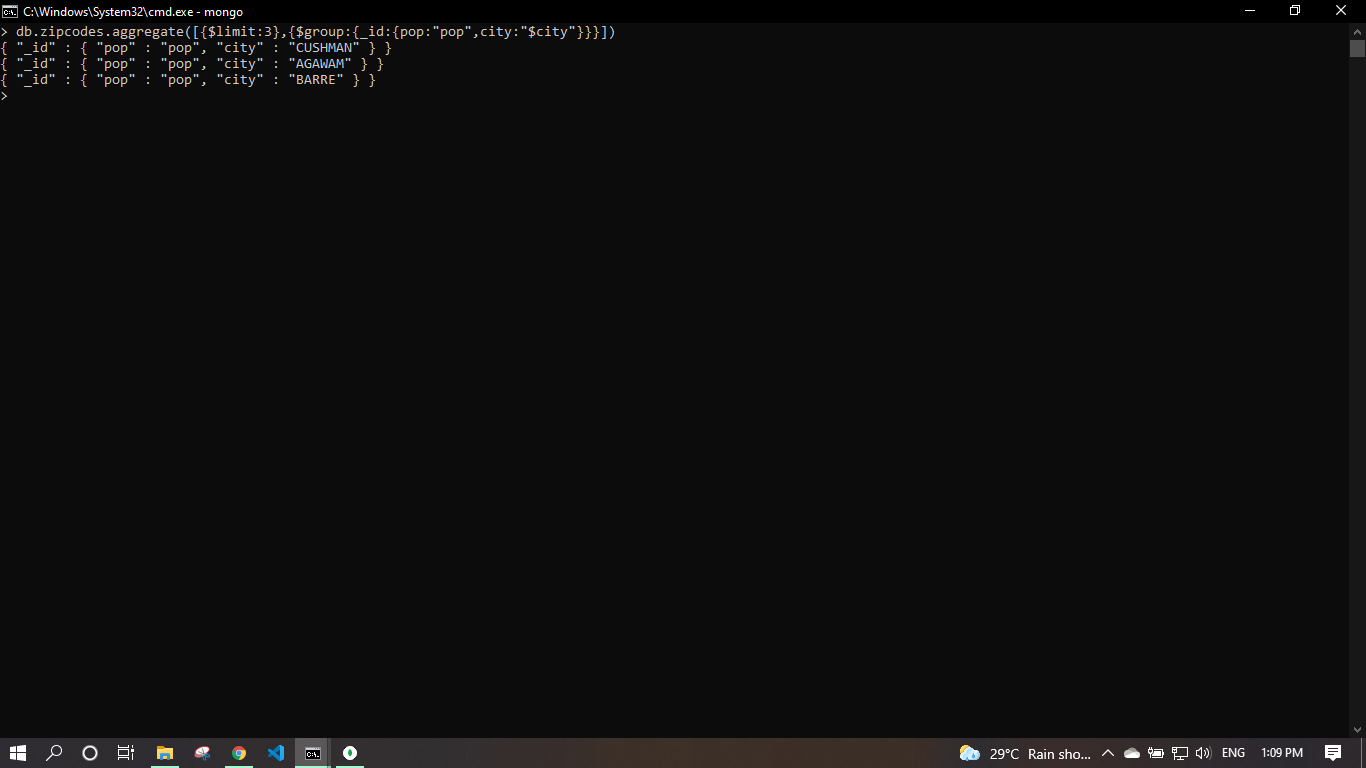 C:\Windows\System32\cmd.exe - mongo
> db.zipcodes.aggregate([{$limit:3},{$group:{_id:{pop:"pop",city:"$city"}}}])
{ "_id" : { "pop" : "pop", "city" : "CUSHMAN" } }
{ "_id" : { "pop" : "pop", "city" : "AGAWAM" } }
{ "_id" : { "pop" : "pop", "city" : "BARRE" } }
>
29°C Rain sho... ENG 1:09 PM